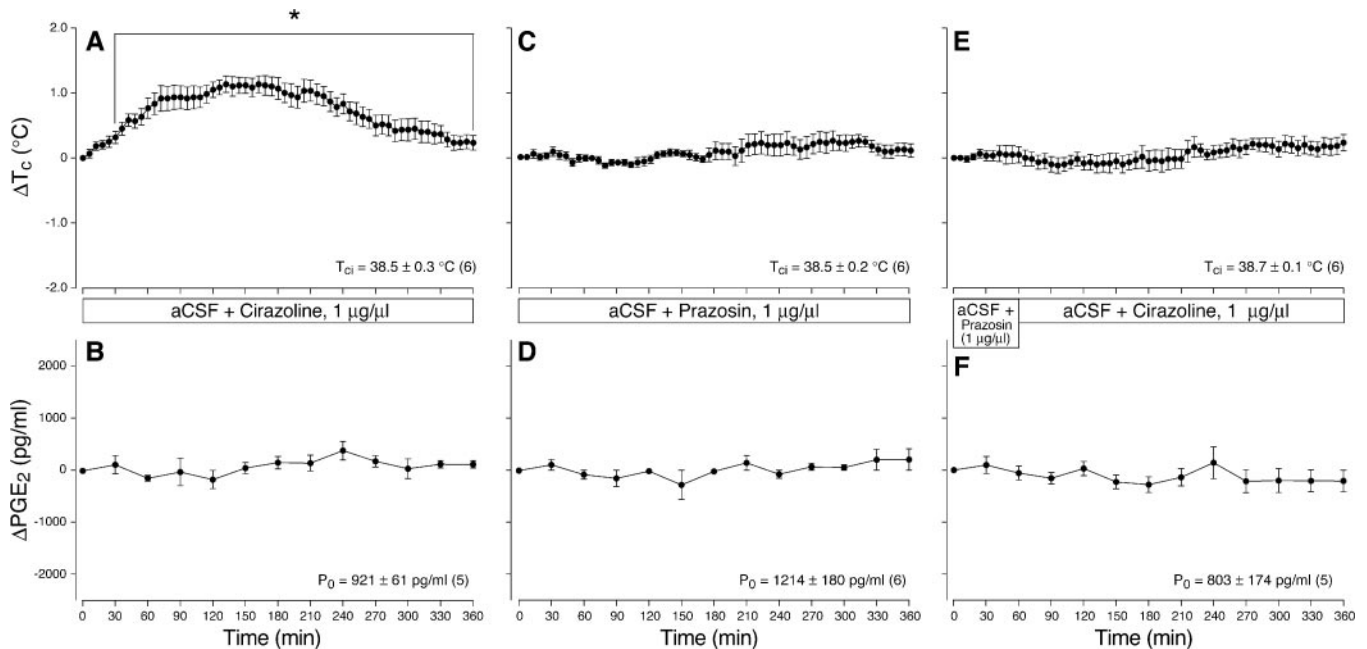 *
A
C
E
2.0
1.0
0
-1.0
-2.0
ΔTc (°C)
Tci = 38.5 ± 0.3 °C (6)
Tci = 38.5 ± 0.2 °C (6)
Tci = 38.7 ± 0.1 °C (6)
aCSF + Cirazoline, 1 μg/μl
aCSF + Prazosin, 1 μg/μl
aCSF +
Prazosin
(1 μg/μl)
aCSF + Cirazoline, 1 μg/μl
B
D
F
2000
1000
0
-1000
-2000
ΔPGE2 (pg/ml)
P0 = 921 ± 61 pg/ml (5)
P0 = 1214 ± 180 pg/ml (6)
P0 = 803 ± 174 pg/ml (5)
0 30 60 90 120 150 180 210 240 270 300 330 360
0 30 60 90 120 150 180 210 240 270 300 330 360
0 30 60 90 120 150 180 210 240 270 300 330 360
Time (min)
Time (min)
Time (min)